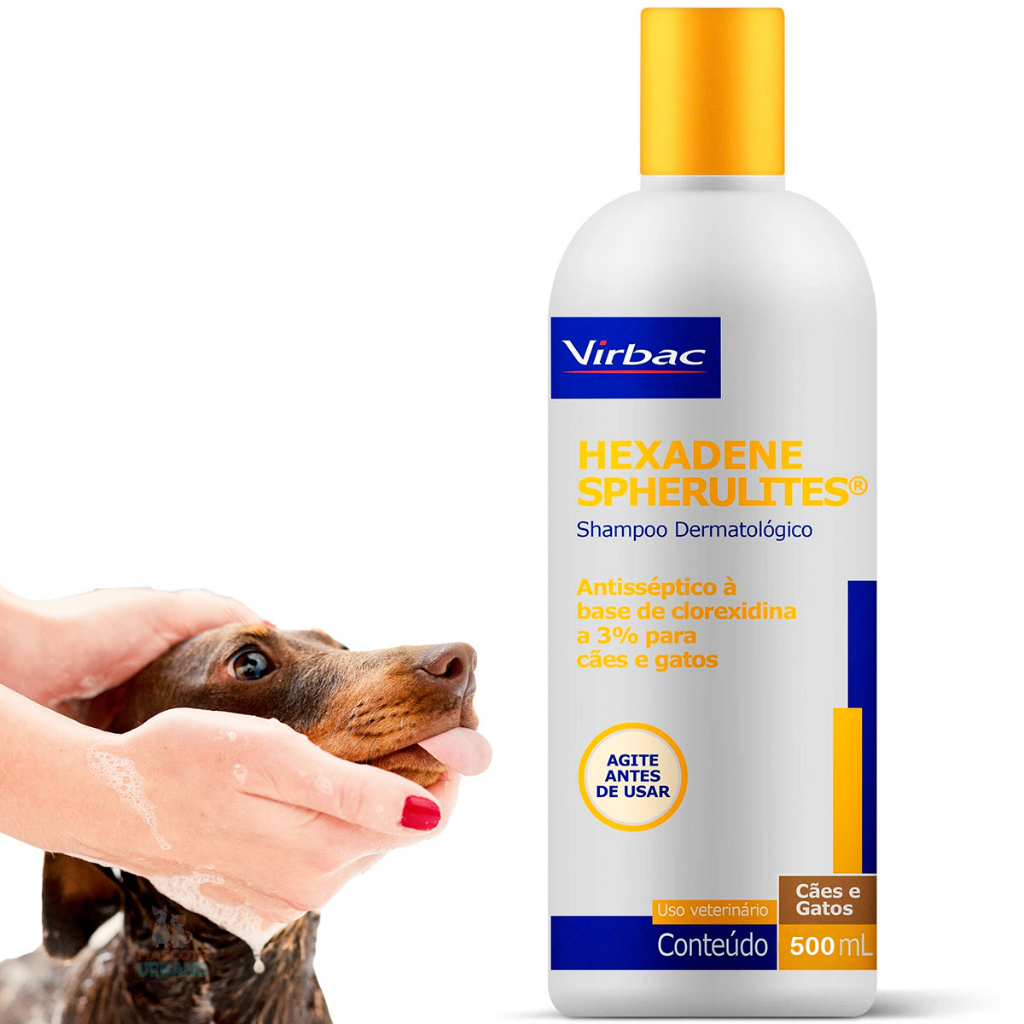 Virbac
HEXADENE
SPHERULITES®
Shampoo Dermatológico
Antisséptico à
base de clorexidina
a 3% para
cães e gatos
AGITE
ANTES
DE USAR
Cães e
Gatos
Uso veterinário
Conteúdo 500 mL
URBANO